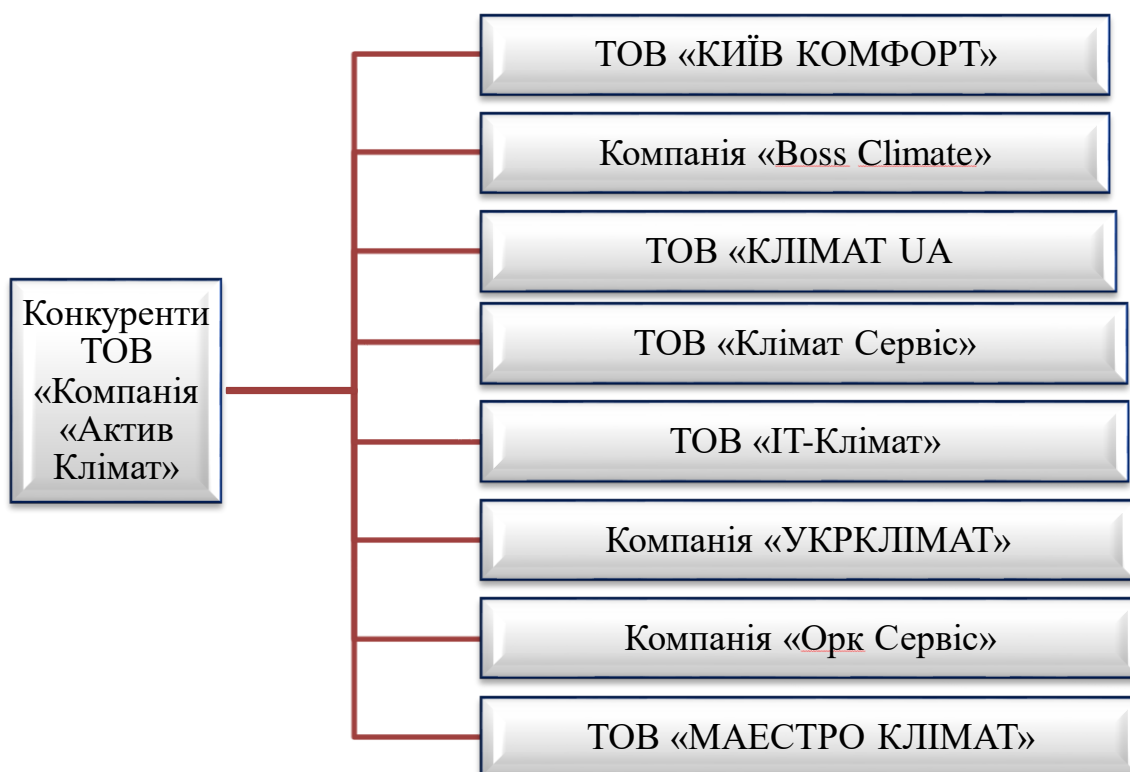 Конкуренти
ТОВ
«Компанія
«Актив
Клімат»
ТОВ «КИЇВ КОМФОРТ»
Компанія «Boss Climate»
ТОВ «КЛІМАТ UA
ТОВ «Клімат Сервіс»
ТОВ «ІТ-Клімат»
Компанія «УКРКЛІМАТ»
Компанія «Орк Сервіс»
ТОВ «МАЕСТРО КЛІМАТ»